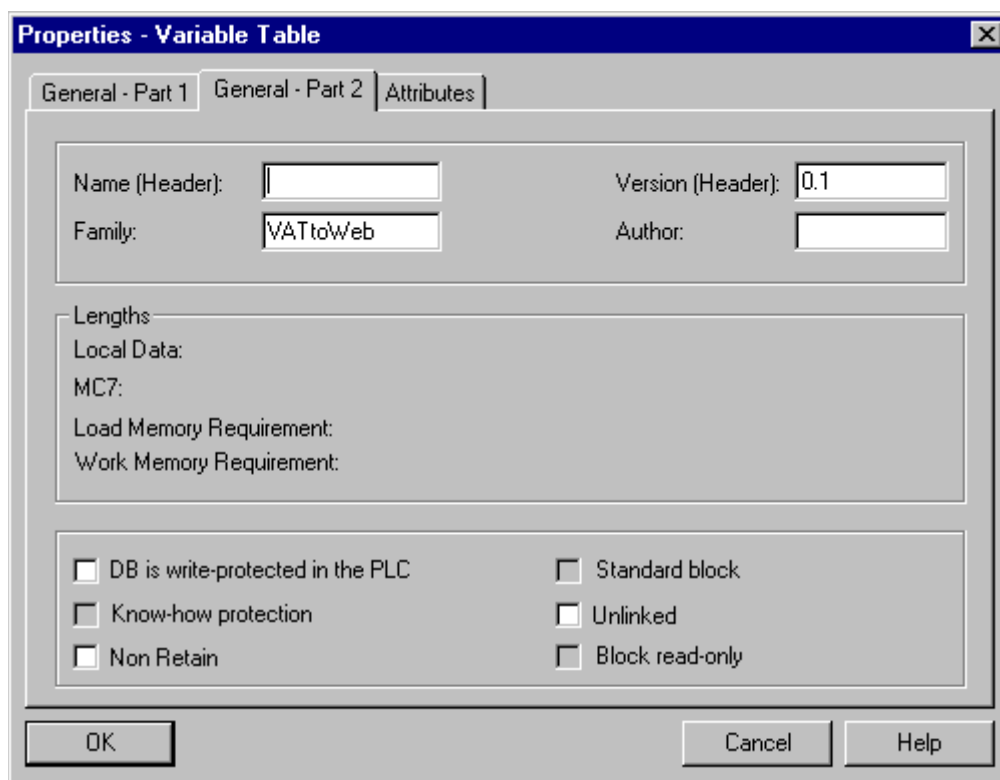 Properties - Variable Table
General - Part 1 General - Part 2 Attributes
Name (Header): Version (Header): 0.1
Family: VATtoWeb Author:
Lengths
Local Data:
MC7:
Load Memory Requirement:
Work Memory Requirement:
DB is write-protected in the PLC Standard block
Know-how protection Unlinked
Non Retain Block read-only
OK Cancel Help